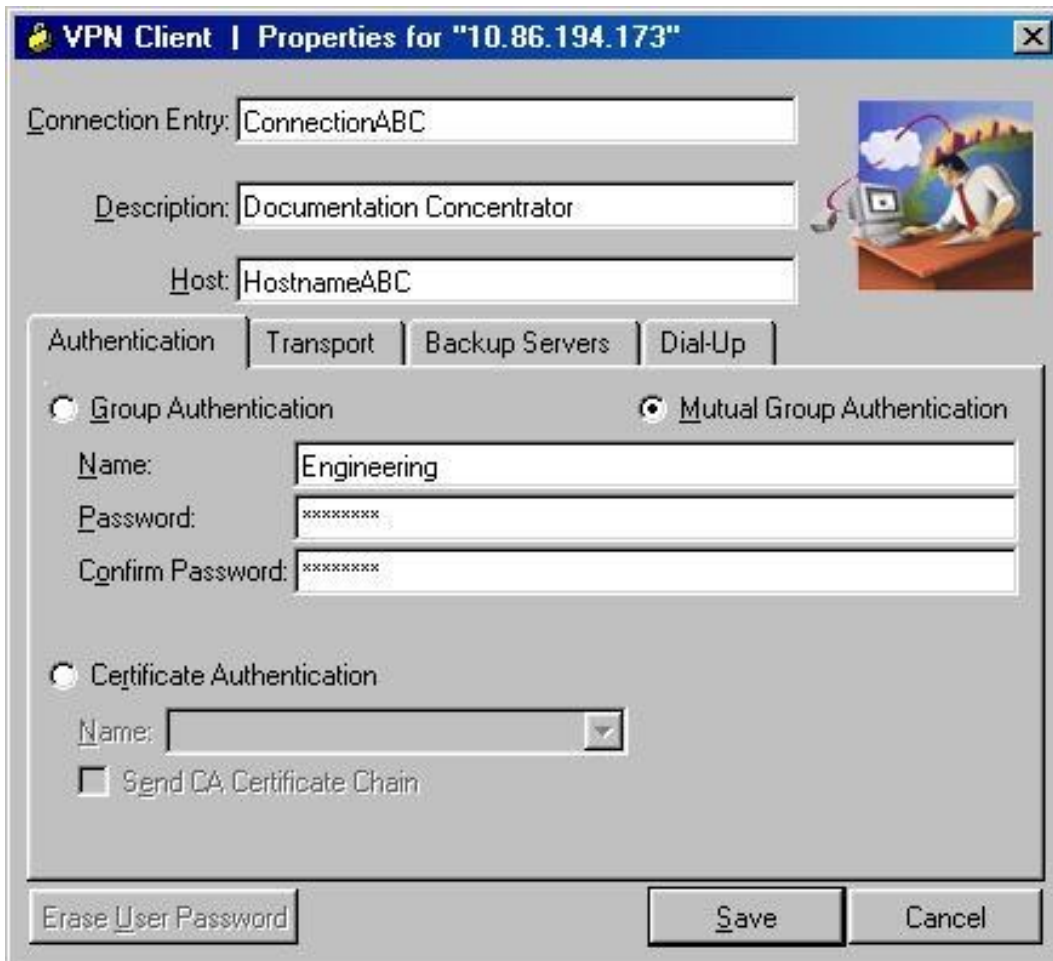 VPN Client | Properties for "10.86.194.173"
Connection Entry: ConnectionABC
Description: Documentation Concentrator
Host: HostnameABC
Authentication Transport Backup Servers Dial-Up
Group Authentication Mutual Group Authentication
Name: Engineering
Password: ********
Confirm Password: ********
Certificate Authentication
Name:
Send CA Certificate Chain
Erase User Password Save Cancel